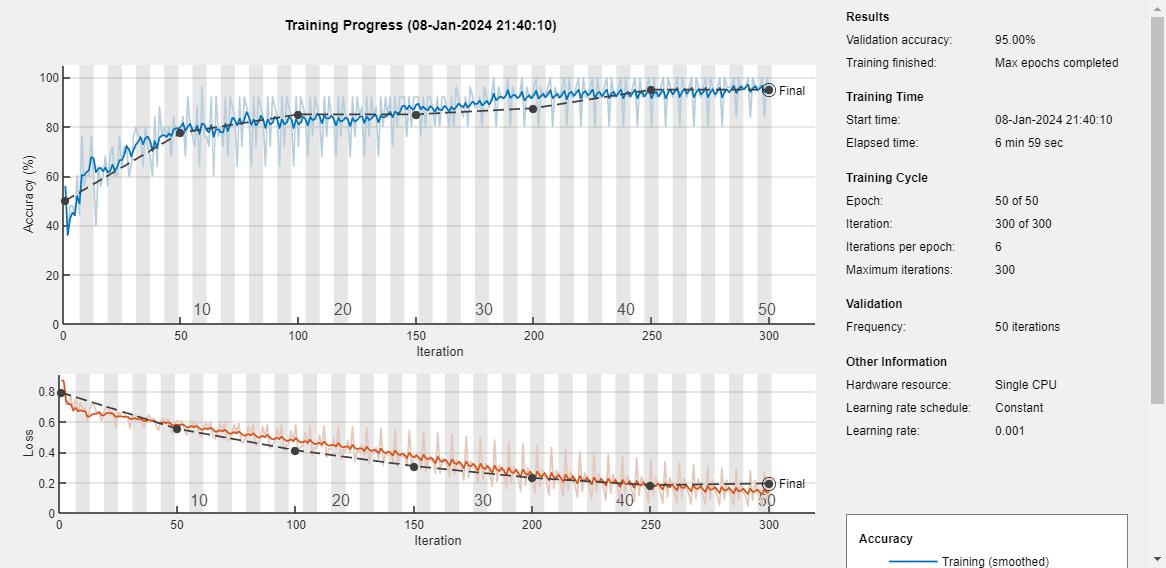 Training Progress (08-Jan-2024 21:40:10)
100
80
60
40
20
0
Accuracy (%)
10
20
30
40
50
0
50
100
150
200
250
300
Iteration
Final
0.8
0.6
0.4
0.2
0
Loss
10
20
30
40
50
0
50
100
150
200
250
300
Iteration
Final
Results
Validation accuracy: 95.00%
Training finished: Max epochs completed
Training Time
Start time: 08-Jan-2024 21:40:10
Elapsed time: 6 min 59 sec
Training Cycle
Epoch: 50 of 50
Iteration: 300 of 300
Iterations per epoch: 6
Maximum iterations: 300
Validation
Frequency: 50 iterations
Other Information
Hardware resource: Single CPU
Learning rate schedule: Constant
Learning rate: 0.001
Accuracy
Training (smoothed)